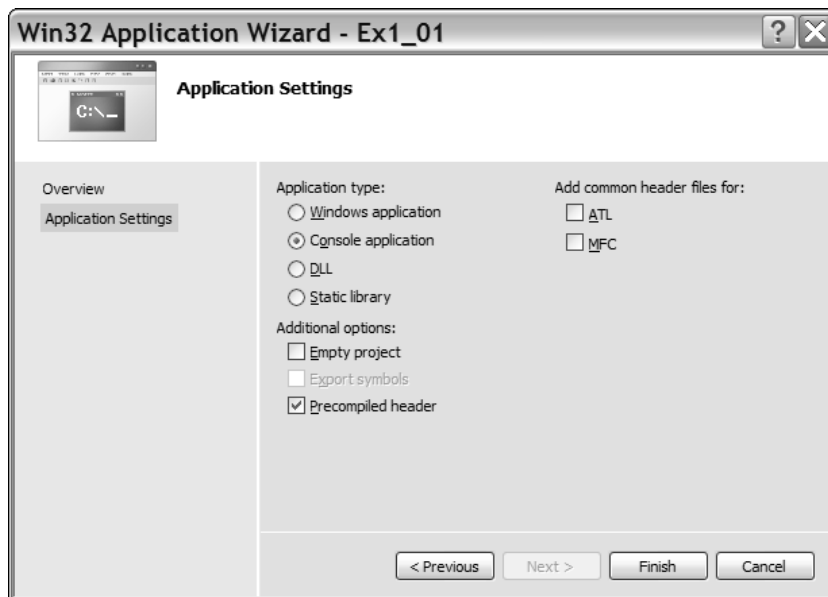 Win32 Application Wizard - Ex1_01
C:\_
Application Settings
Overview
Application Settings
Application type:
Windows application
Console application
DLL
Static library
Additional options:
Empty project
Export symbols
Precompiled header
Add common header files for:
ATL
MFC
< Previous
Next >
Finish
Cancel